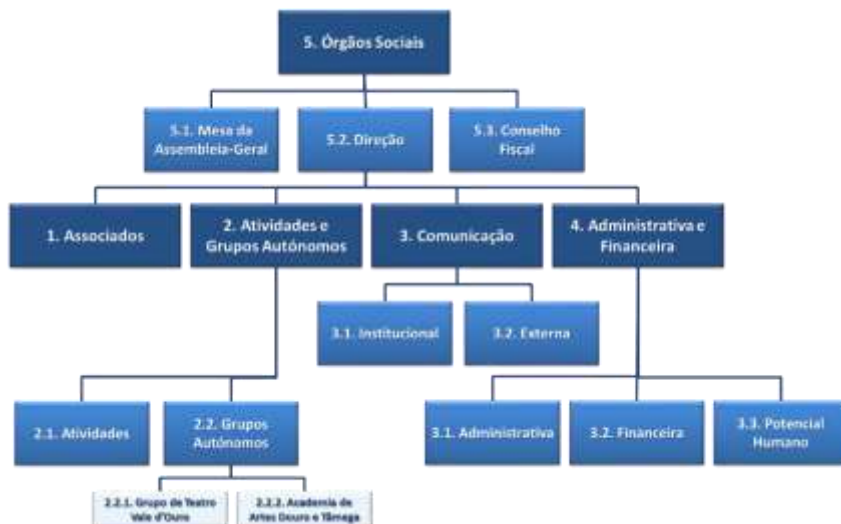 5. Órgãos Sociais
5.1. Mesa da
Assembleia-Geral
5.2. Direção
5.3. Conselho
Fiscal
1. Associados
2. Atividades e
Grupos Autónomos
3. Comunicação
4. Administrativa e
Financeira
3.1. Institucional
3.2. Externa
2.1. Atividades
2.2. Grupos
Autónomos
3.1. Administrativa
3.2. Financeira
3.3. Potencial
Humano
2.2.1. Grupo de Teatro
Vale d'Ouro
2.2.2. Academia de
Artes Douro e Tâmega